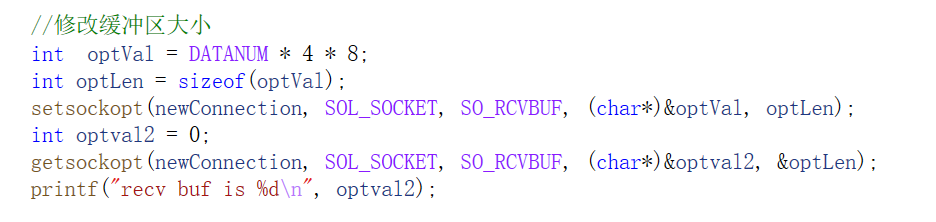 //修改缓冲区大小
int  optVal = DATANUM * 4 * 8;
int optLen = sizeof(optVal);
setsockopt(newConnection, SOL_SOCKET, SO_RCVBUF, (char*)&optVal, optLen);
int optval2 = 0;
getsockopt(newConnection, SOL_SOCKET, SO_RCVBUF, (char*)&optval2, &optLen);
printf("recv buf is %d\n", optval2);